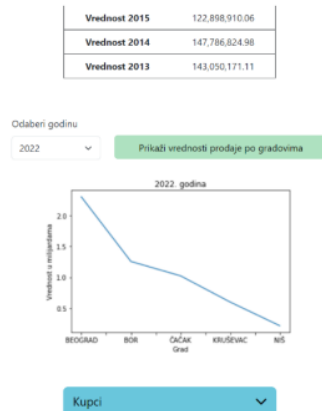 Vrednost 2015 122,898,910.06
Vrednost 2014 147,786,824.98
Vrednost 2013 143,050,171.11
Odaberi godinu
2022 Prikaži vrednosti prodaje po gradovima
2022. godina
Vrednost u milijardama
2.0
1.5
1.0
0.5
BEOGRAD BOR ČAČAK KRUŠEVAC NIŠ
Grad
Kupci